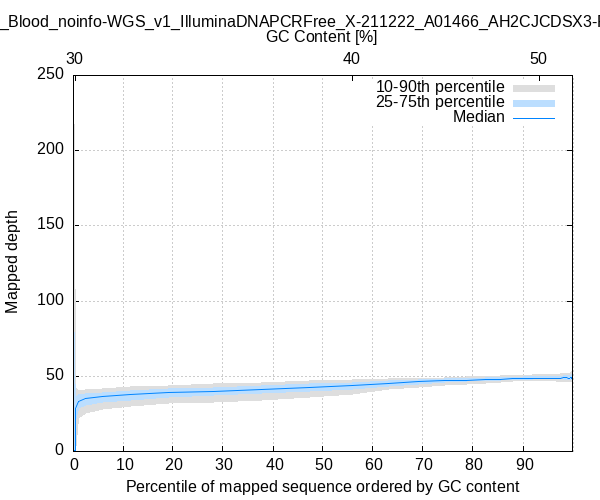 _Blood_noinfo-WGS_v1_IlluminaDNAPCRFree_X-211222_A01466_AH2CJCDSX3-
GC Content [%]
30 40 50
250
10-90th percentile
25-75th percentile
Median
200
150
Mapped depth
100
50
0
0 10 20 30 40 50 60 70 80 90
Percentile of mapped sequence ordered by GC content